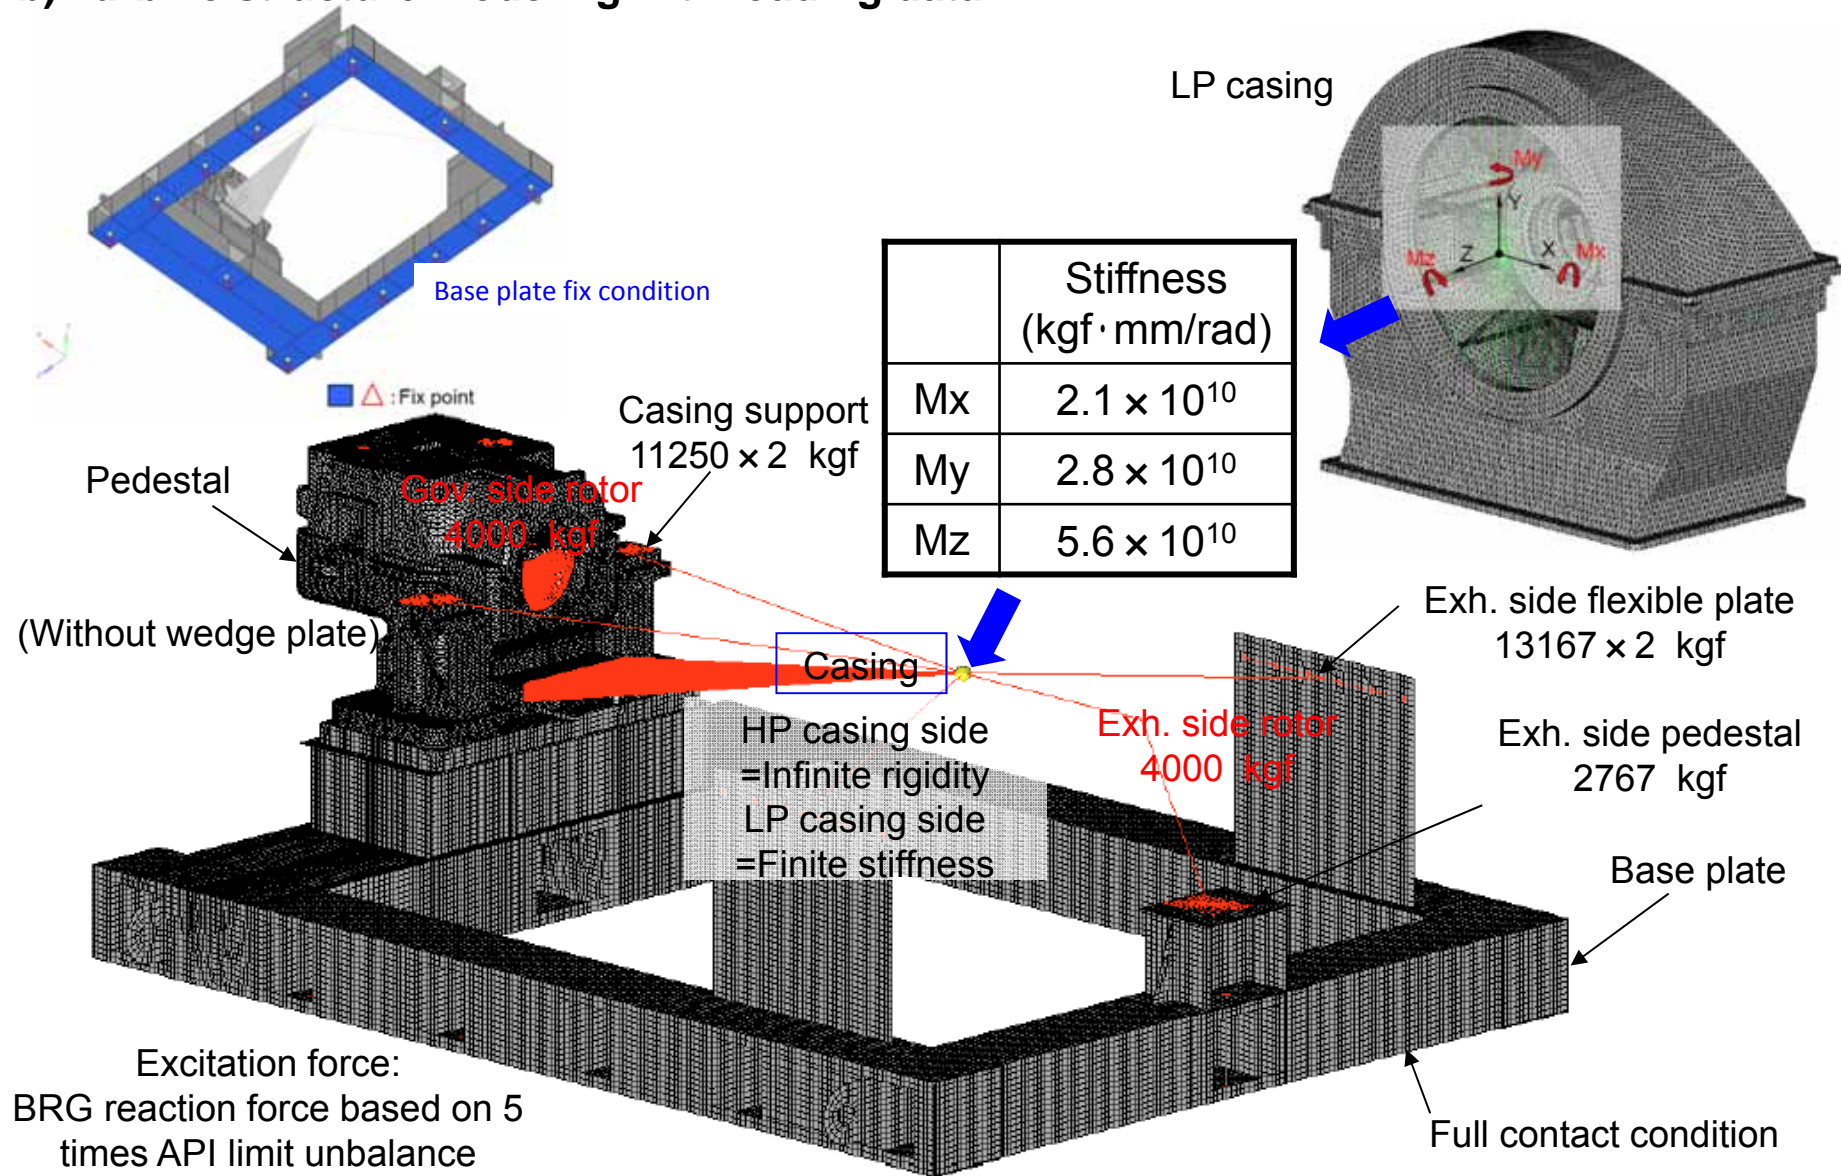 LP casing
My
Y
Mz
Z
X
Mx
Base plate fix condition
: Fix point
Stiffness
(kgf·mm/rad)
Mx 2.1 × 10¹⁰
My 2.8 × 10¹⁰
Mz 5.6 × 10¹⁰
Casing support
11250 × 2 kgf
Pedestal
Gov. side rotor
4000 kgf
(Without wedge plate)
Casing
HP casing side
=Infinite rigidity
LP casing side
=Finite stiffness
Exh. side flexible plate
13167 × 2 kgf
Exh. side rotor
4000 kgf
Exh. side pedestal
2767 kgf
Base plate
Full contact condition
Excitation force:
BRG reaction force based on 5
times API limit unbalance